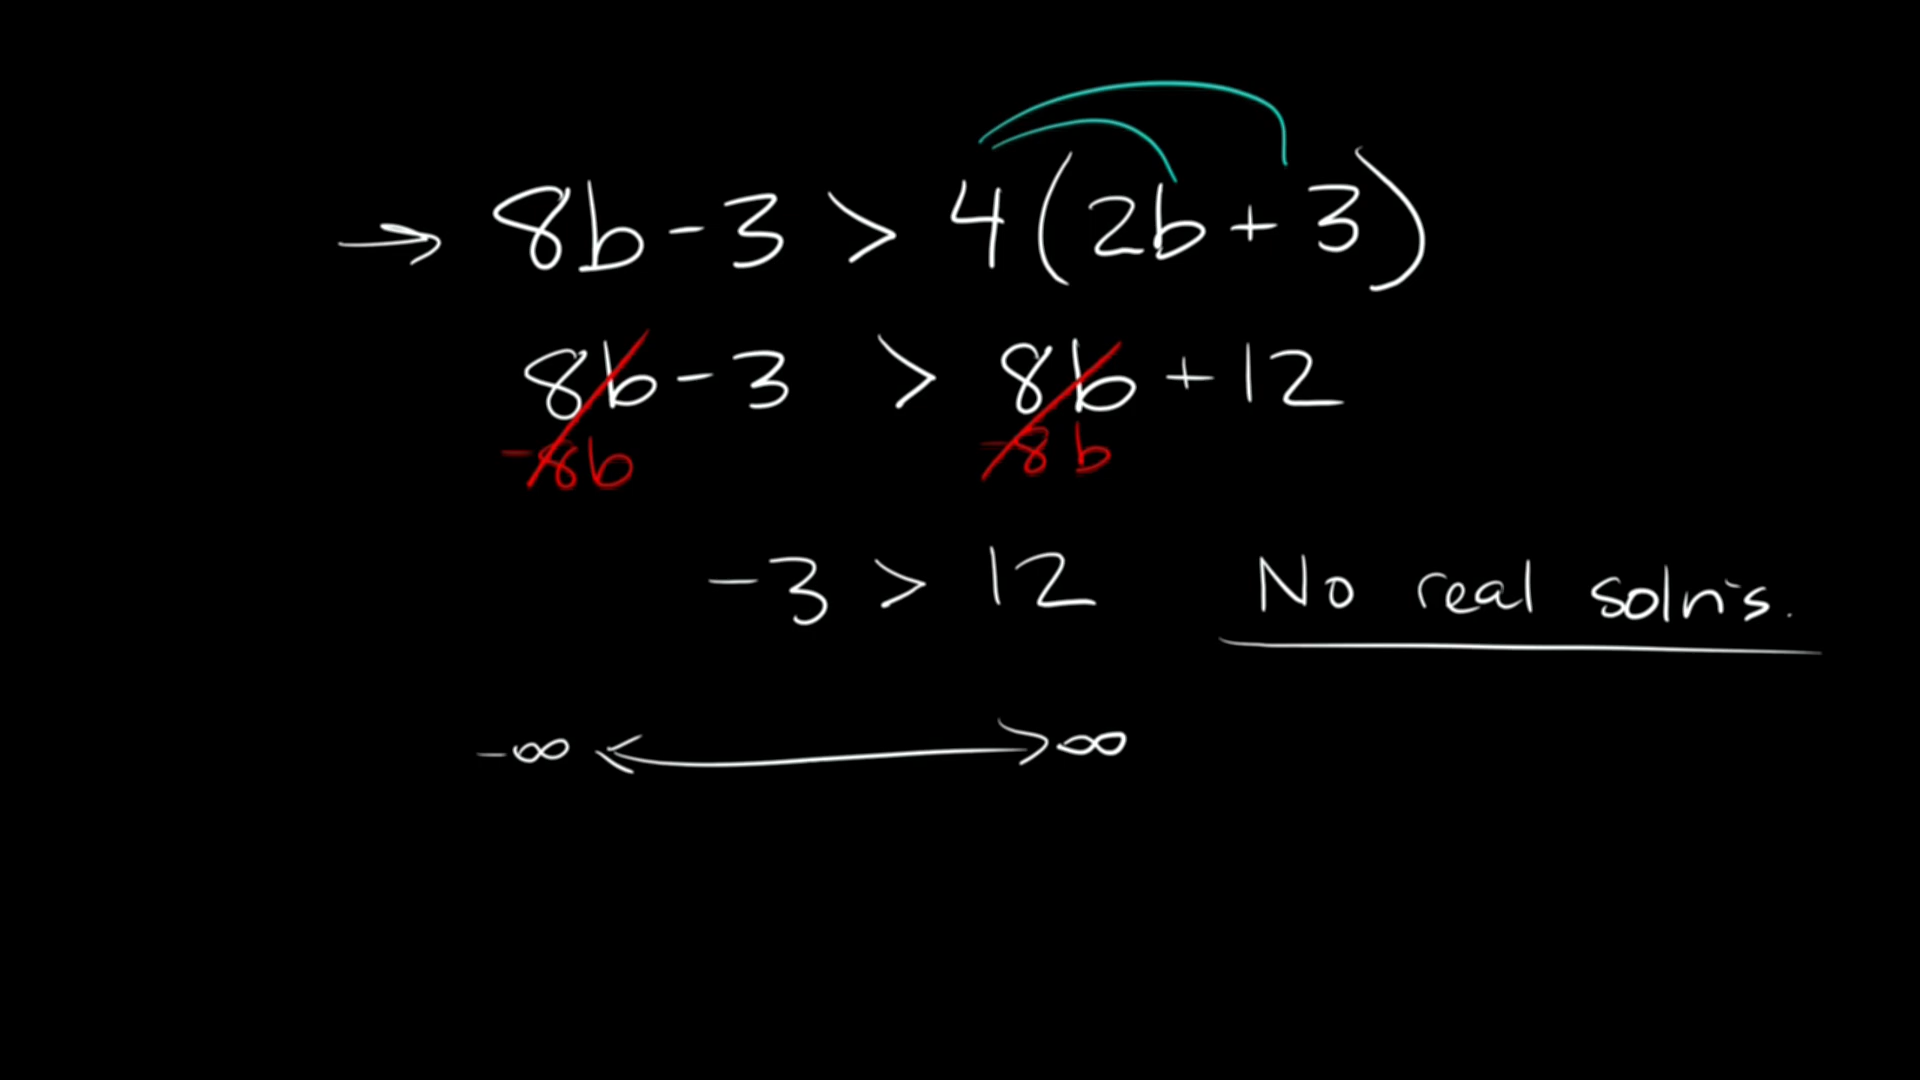 → 8b - 3 > 4(2b + 3)
8b - 3 > 8b + 12
-8b -8b
-3 > 12 No real soln's.
-∞ ∞